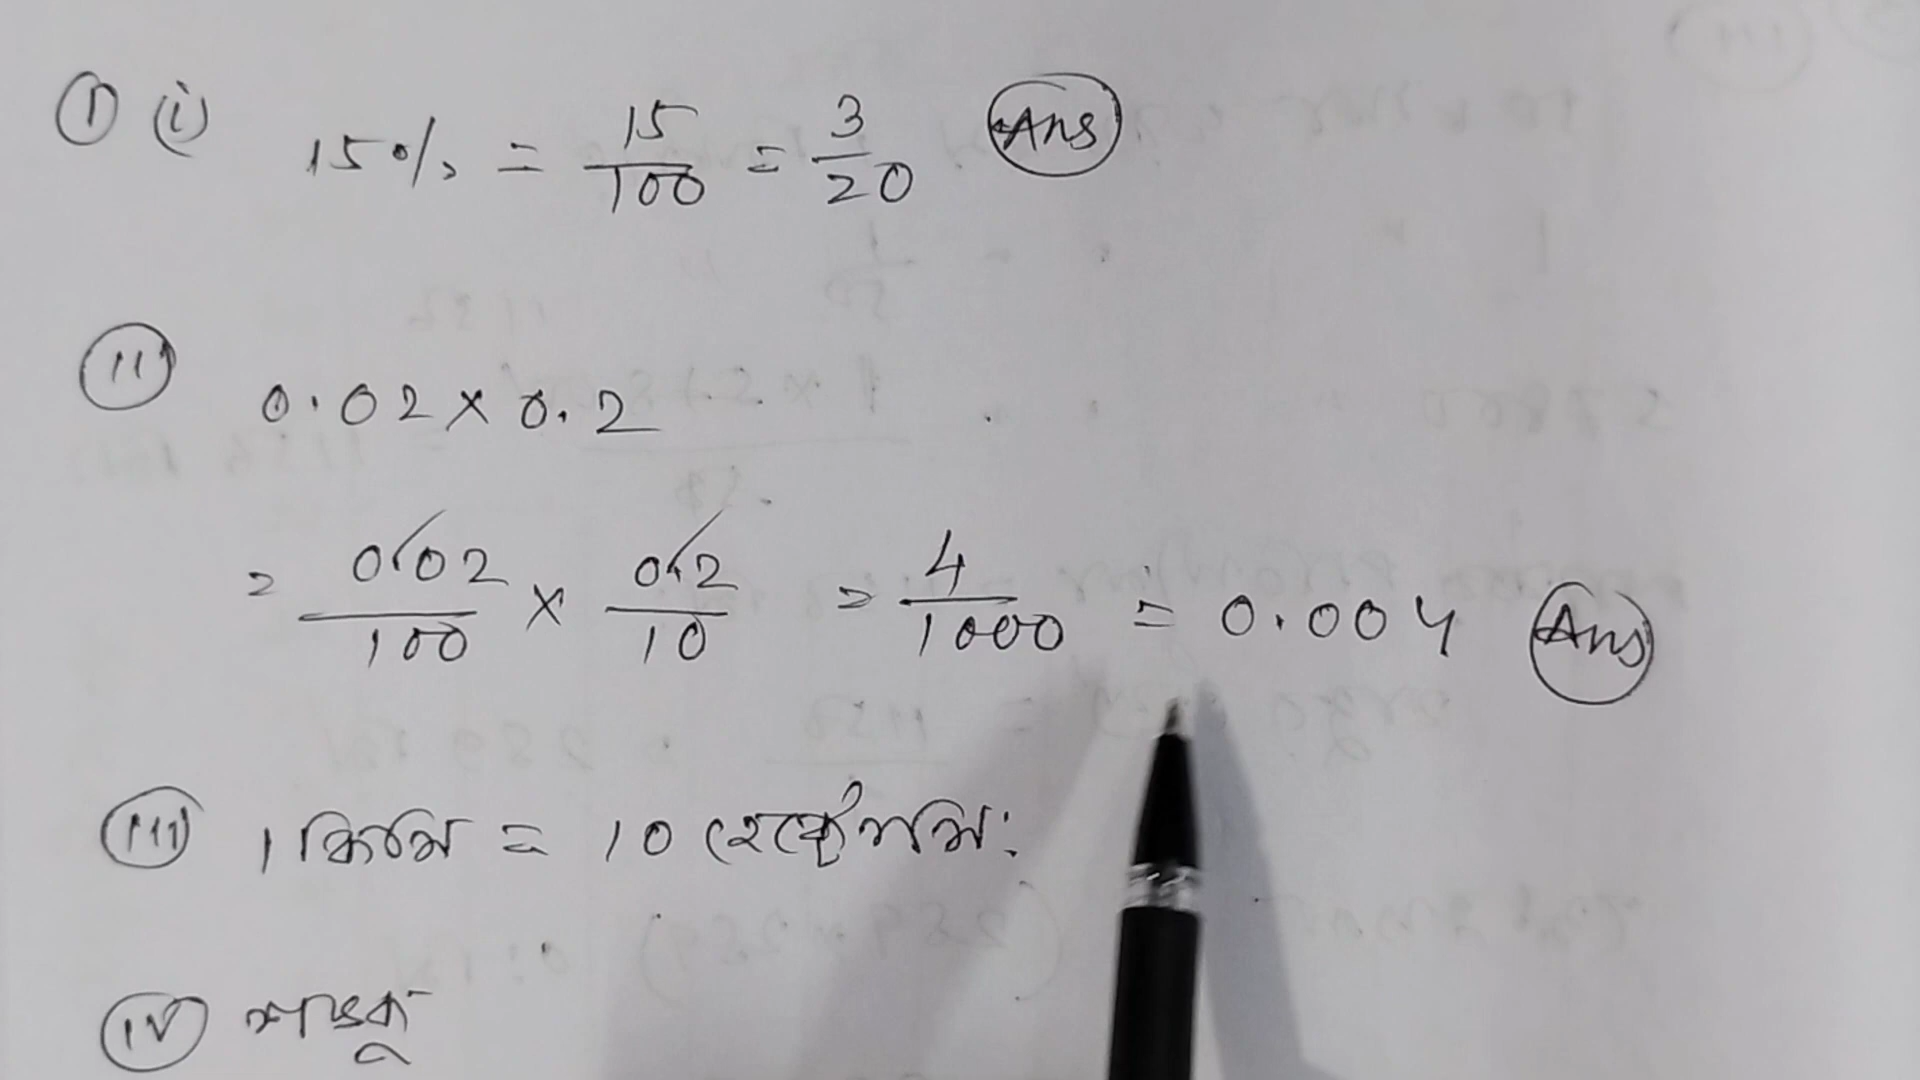 ① (i) 15% = 15/100 = 3/20 Ans
(ii) 0.02 × 0.2
= 0.02/100 × 0.2/10 = 4/1000 = 0.004 Ans
(iii) 1 কিমি = 10 হেক্টোমি:
(iv) শঙ্কু